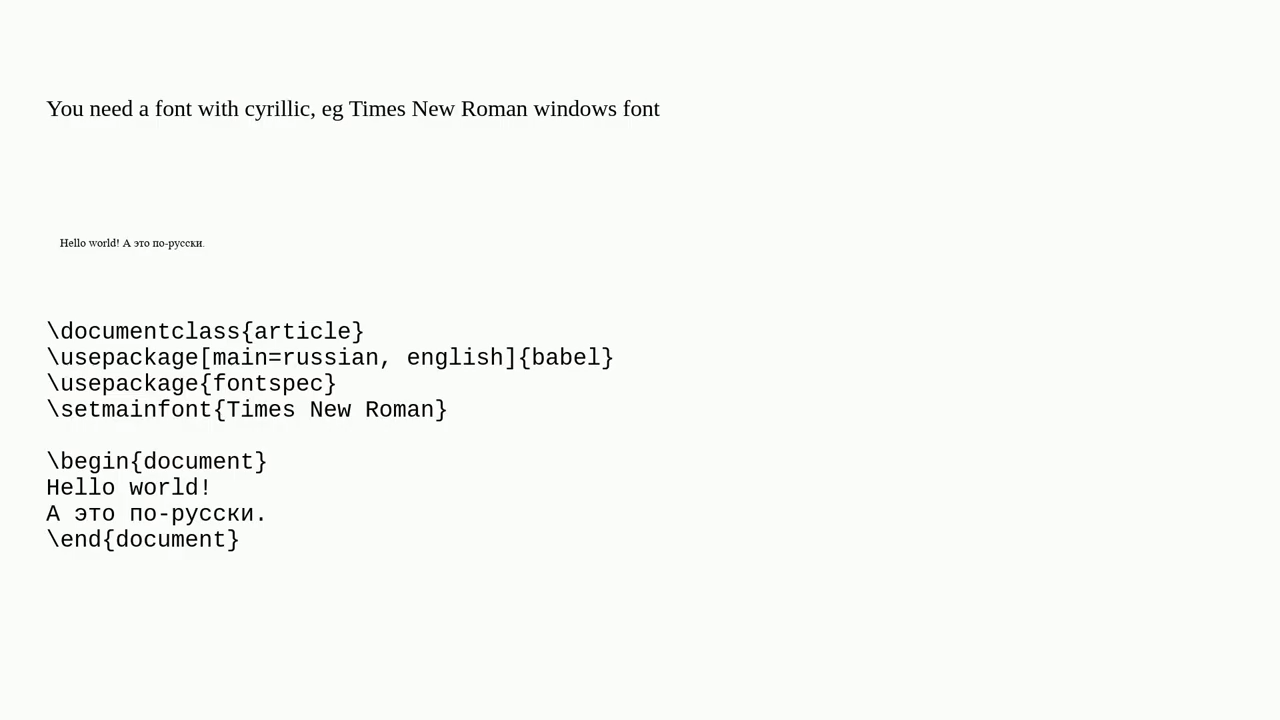 You need a font with cyrillic, eg Times New Roman windows font
Hello world! А это по-русски.
\documentclass{article}
\usepackage[main=russian, english]{babel}
\usepackage{fontspec}
\setmainfont{Times New Roman}
\begin{document}
Hello world!
А это по-русски.
\end{document}